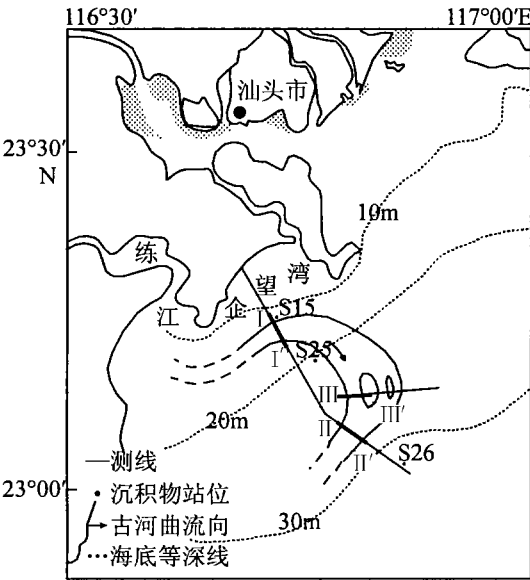 116°30′
117°00′E
汕头市
23°30′
N
10m
练
江
企
望
湾
I
S15
I′
S25
III
III′
20m
II
II′
S26
测线
23°00′
沉积物站位
古河曲流向
30m
海底等深线